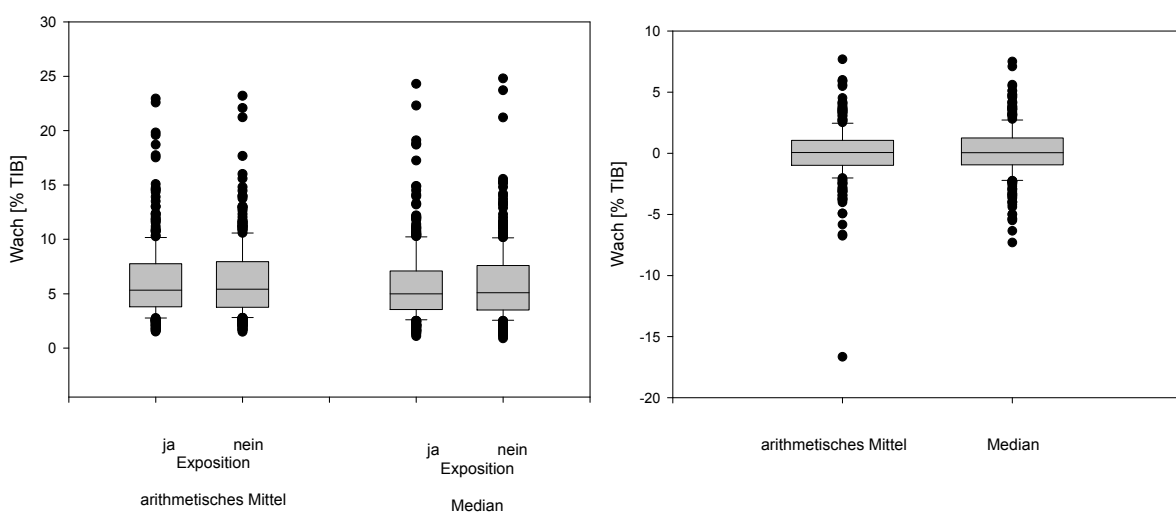 30
25
20
15
10
5
0
Wach [% TIB]
ja nein
Exposition
arithmetisches Mittel
ja nein
Exposition
Median
10
5
0
-5
-10
-15
-20
Wach [% TIB]
arithmetisches Mittel
Median